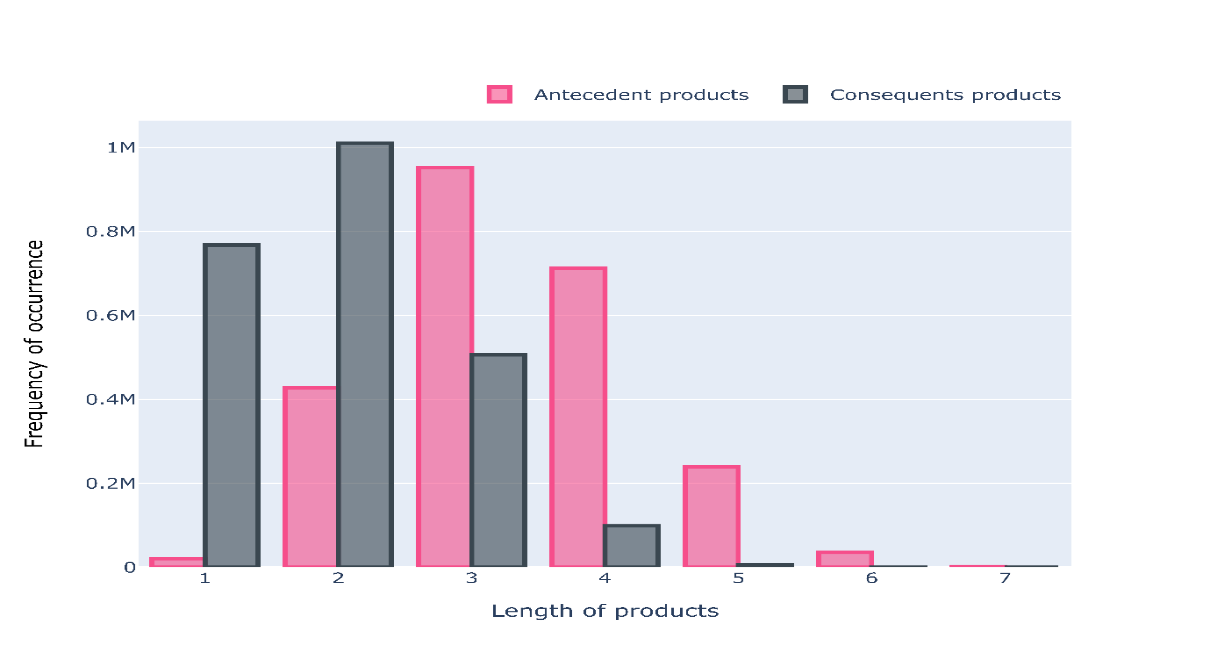 Antecedent products Consequents products
1M
0.8M
0.6M
0.4M
0.2M
0
Frequency of occurrence
1 2 3 4 5 6 7
Length of products